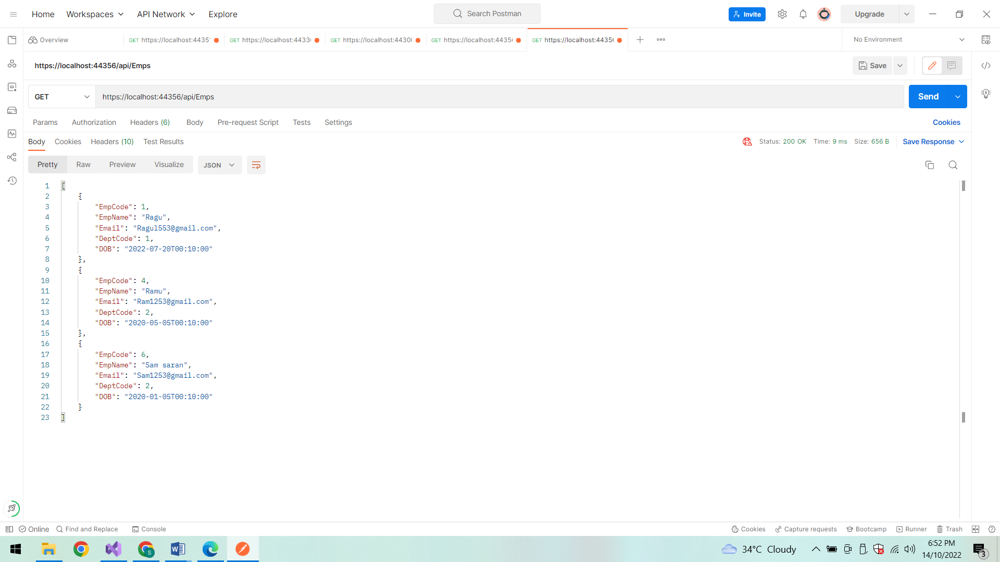 Home Workspaces API Network Explore Search Postman Invite Upgrade
Overview GET https://localhost:4435 GET https://localhost:4433 GET https://localhost:4430 GET https://localhost:4435 GET https://localhost:4435 No Environment
https://localhost:44356/api/Emps Save
GET https://localhost:44356/api/Emps Send
Params Authorization Headers (6) Body Pre-request Script Tests Settings Cookies
Body Cookies Headers (10) Test Results Status: 200 OK Time: 9 ms Size: 656 B Save Response
Pretty Raw Preview Visualize JSON
1 [
2 {
3 "EmpCode": 1,
4 "EmpName": "Ragu",
5 "Email": "Ragul553@gmail.com",
6 "DeptCode": 1,
7 "DOB": "2022-07-20T00:10:00"
8 },
9 {
10 "EmpCode": 4,
11 "EmpName": "Ramu",
12 "Email": "Ram1253@gmail.com",
13 "DeptCode": 2,
14 "DOB": "2020-05-05T00:10:00"
15 },
16 {
17 "EmpCode": 6,
18 "EmpName": "Sam saran",
19 "Email": "Sam1253@gmail.com",
20 "DeptCode": 2,
21 "DOB": "2020-01-05T00:10:00"
22 }
23 ]
Online Find and Replace Console Cookies Capture requests Bootcamp Runner Trash
34°C Cloudy 6:52 PM
14/10/2022 3